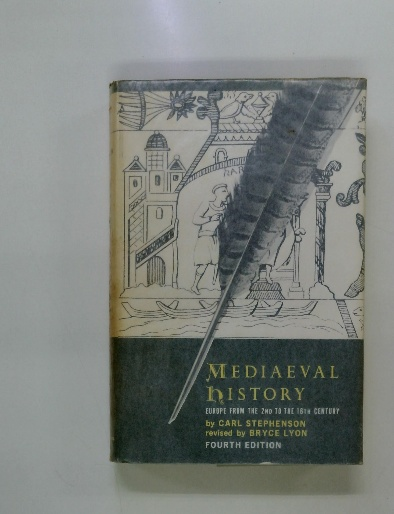 MEDIAEVAL
HISTORY
EUROPE FROM THE 2ND TO THE 16TH CENTURY
by CARL STEPHENSON
revised by BRYCE LYON
FOURTH EDITION